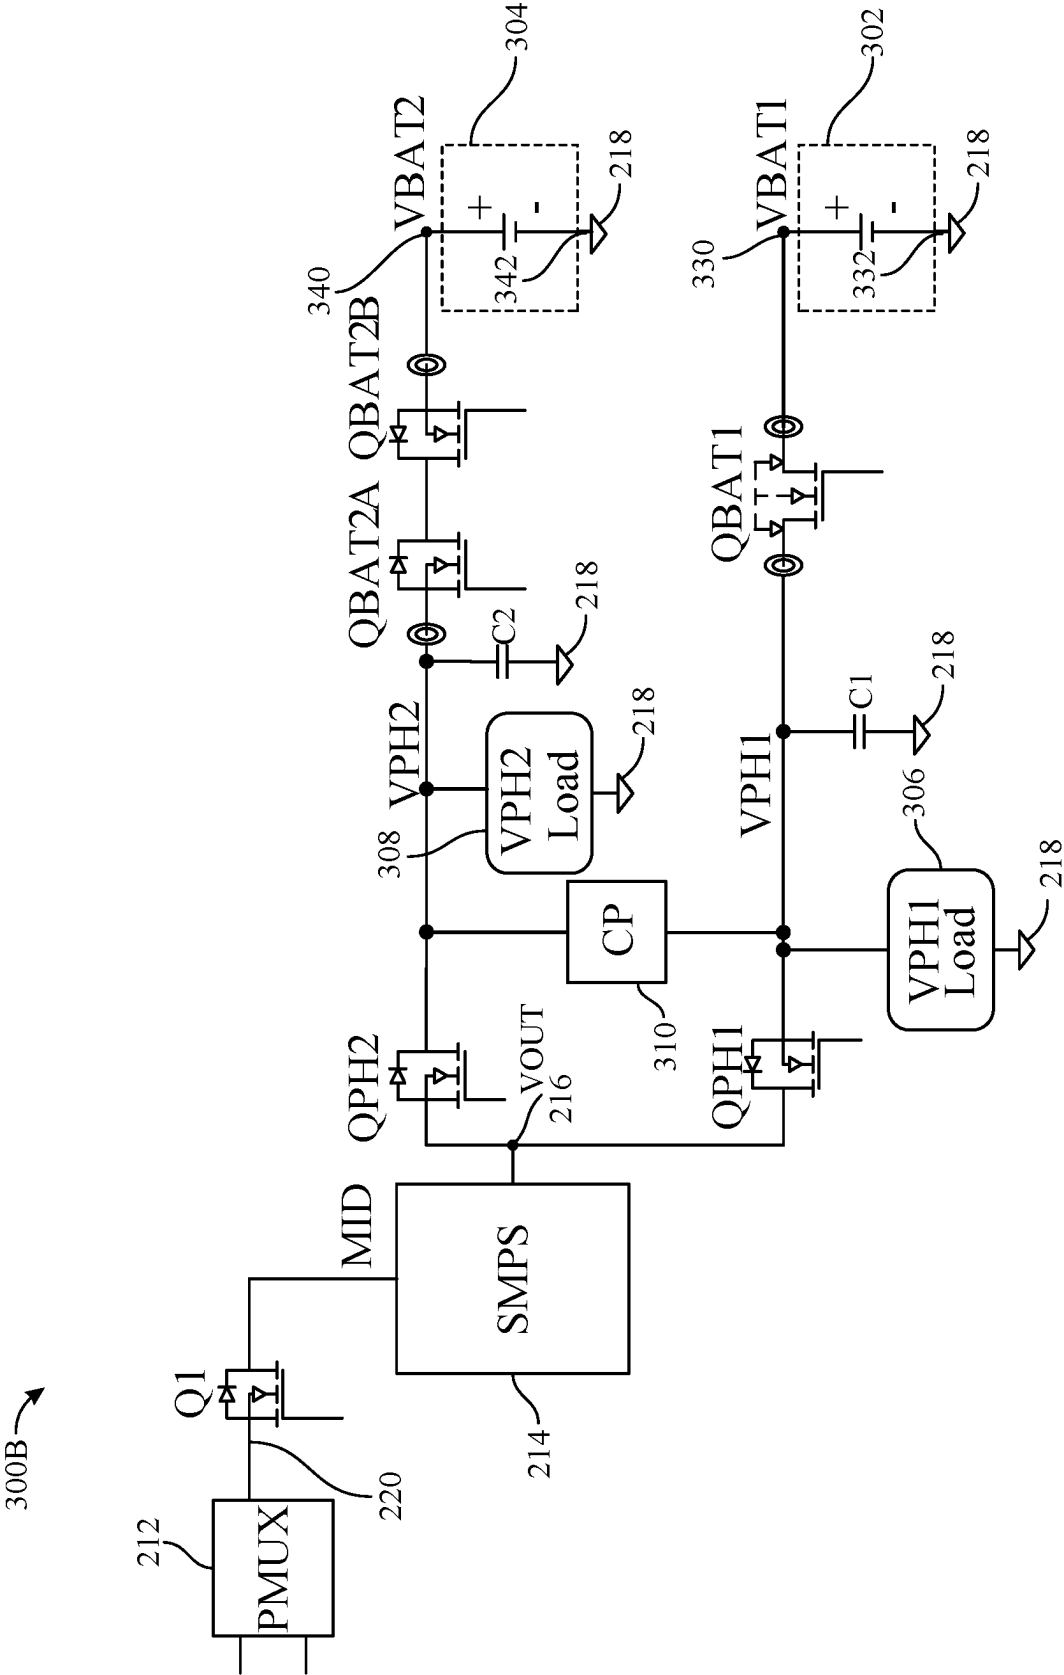 300B
212
PMUX
220
Q1
MID
SMPS
214
VOUT
216
QPH2
QPH1
CP
310
308
VPH2
Load
218
VPH2
C2
218
QBAT2A
QBAT2B
340
VBAT2
+
-
342
304
218
VPH1
Load
306
218
VPH1
C1
218
QBAT1
330
VBAT1
+
-
332
302
218